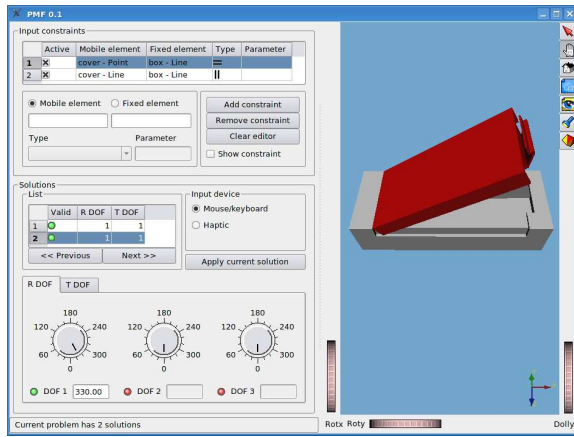 PMF 0.1
Input constraints
Active Mobile element Fixed element Type Parameter
1 cover - Point box - Line
2 cover - Line box - Line
Mobile element Fixed element
Add constraint
Remove constraint
Type Parameter
Clear editor
Show constraint
Solutions
List
Input device
Valid R DOF T DOF
Mouse/keyboard
1 1 1
Haptic
2 1 1
<< Previous Next >>
Apply current solution
R DOF T DOF
180 180 180
120 240 120 240 120 240
60 300 60 300 60 300
0 0 0
DOF 1 330.00 DOF 2 DOF 3
Current problem has 2 solutions
Rotx Roty Dolly